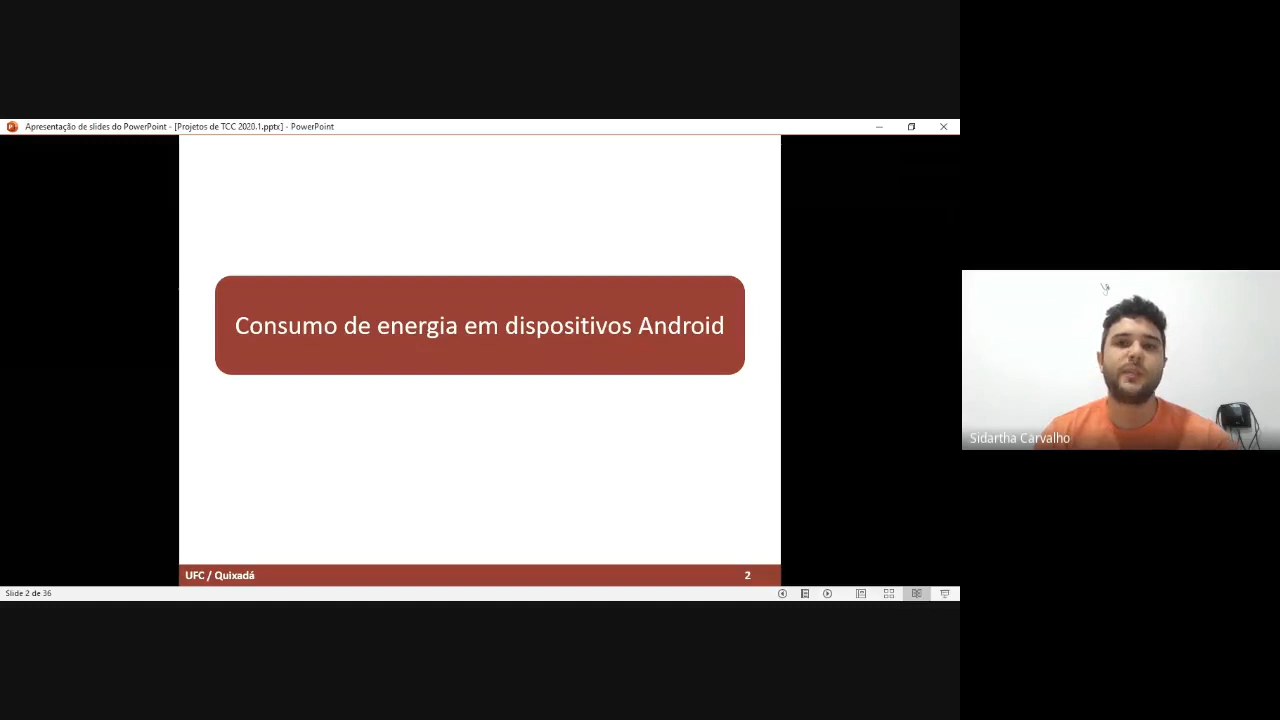 Apresentação de slides do PowerPoint - [Projetos de TCC 2020.1.pptx] - PowerPoint
Consumo de energia em dispositivos Android
UFC / Quixadá
2
Slide 2 de 36
Sidartha Carvalho